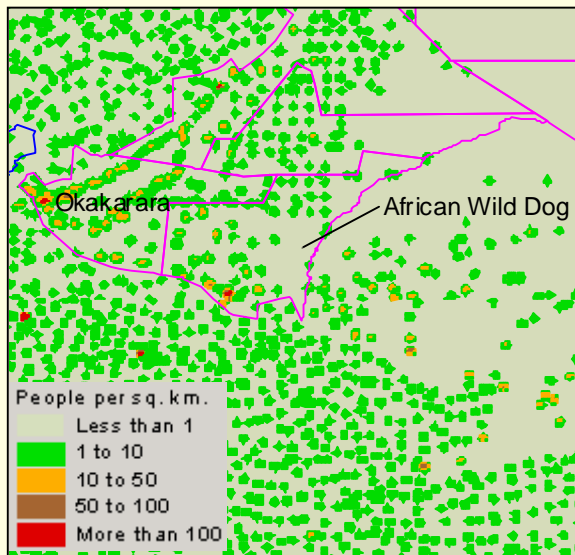 Okakarara
African Wild Dog
People per sq. km.
Less than 1
1 to 10
10 to 50
50 to 100
More than 100